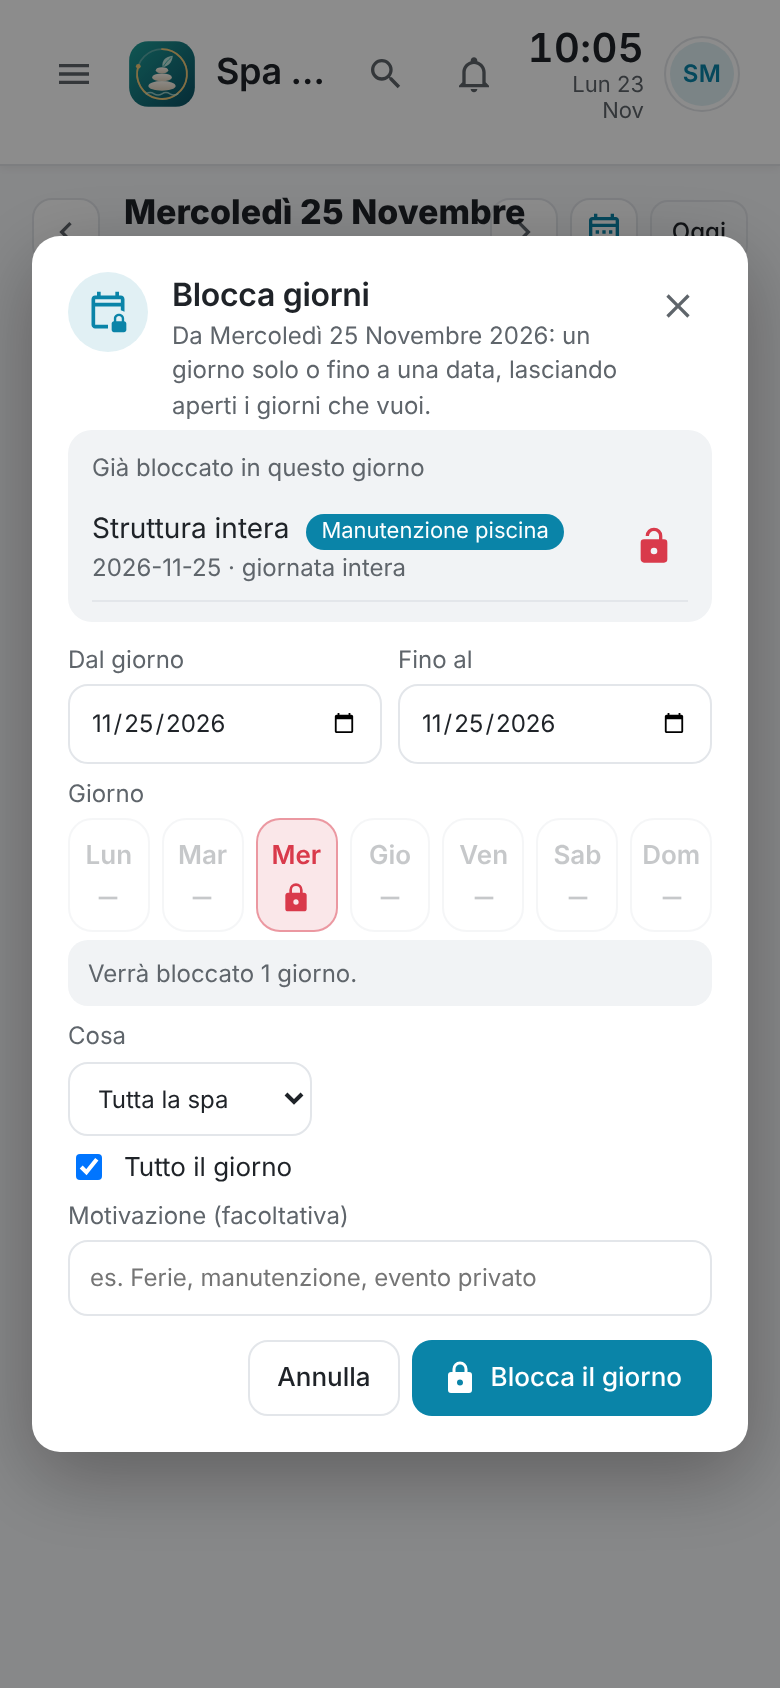 Spa ...
10:05
Lun 23
Nov
SM
Mercoledì 25 Novembre
Oggi
Blocca giorni
Da Mercoledì 25 Novembre 2026: un
giorno solo o fino a una data, lasciando
aperti i giorni che vuoi.
Già bloccato in questo giorno
Struttura intera Manutenzione piscina
2026-11-25 · giornata intera
Dal giorno Fino al
11/25/2026 11/25/2026
Giorno
Lun Mar Mer Gio Ven Sab Dom
– – – – – –
Verrà bloccato 1 giorno.
Cosa
Tutta la spa
Tutto il giorno
Motivazione (facoltativa)
es. Ferie, manutenzione, evento privato
Annulla Blocca il giorno